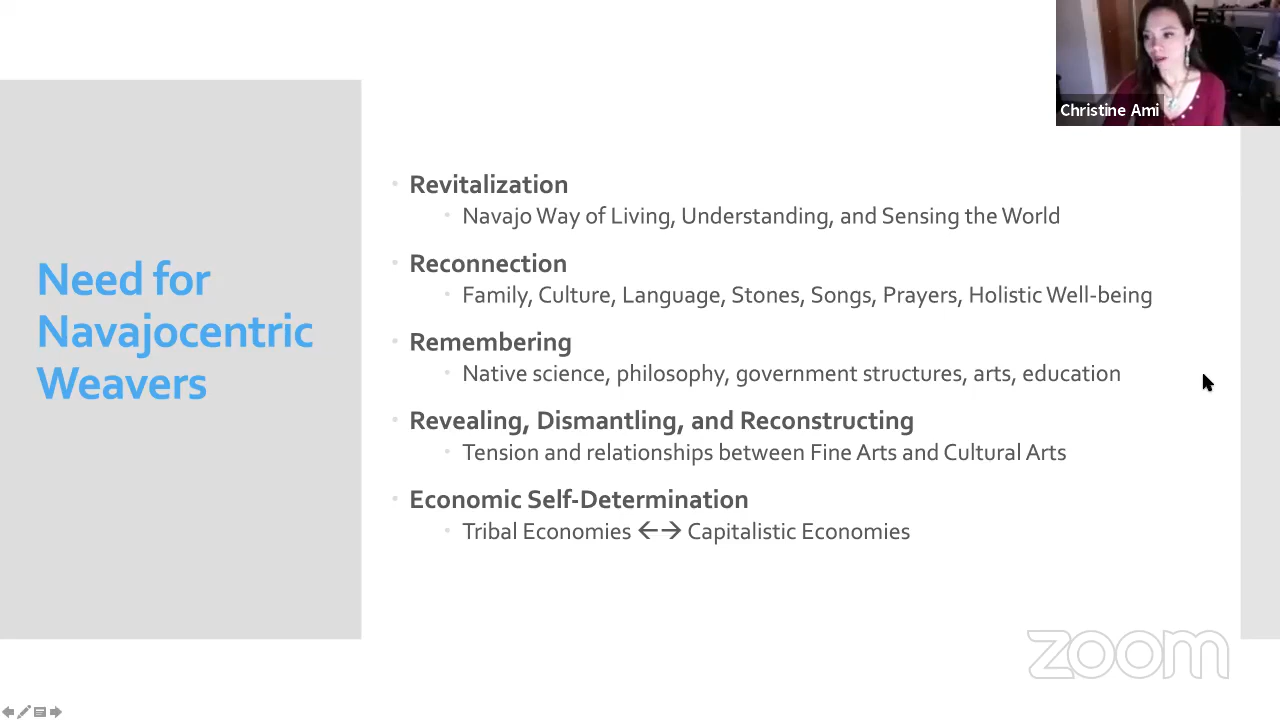 Christine Ami
Need for
Navajocentric
Weavers
Revitalization
Navajo Way of Living, Understanding, and Sensing the World
Reconnection
Family, Culture, Language, Stones, Songs, Prayers, Holistic Well-being
Remembering
Native science, philosophy, government structures, arts, education
Revealing, Dismantling, and Reconstructing
Tension and relationships between Fine Arts and Cultural Arts
Economic Self-Determination
Tribal Economies ←→ Capitalistic Economies
zoom